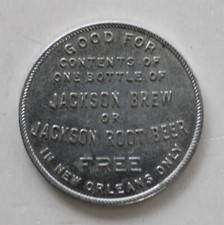 GOOD FOR
CONTENTS OF
ONE BOTTLE OF
JACKSON BREW
OR
JACKSON ROOT BEER
FREE
IN NEW ORLEANS ONLY